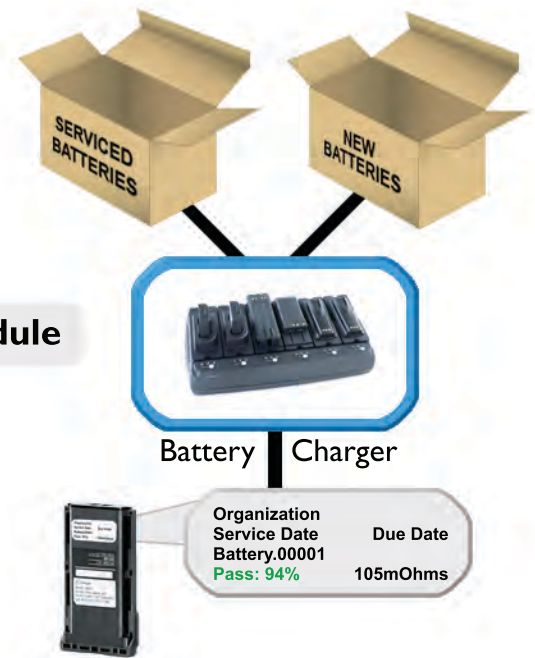 SERVICED
BATTERIES
NEW
BATTERIES
dule
Battery Charger
Organization
Service Date Due Date
Battery.00001
Pass: 94% 105mOhms